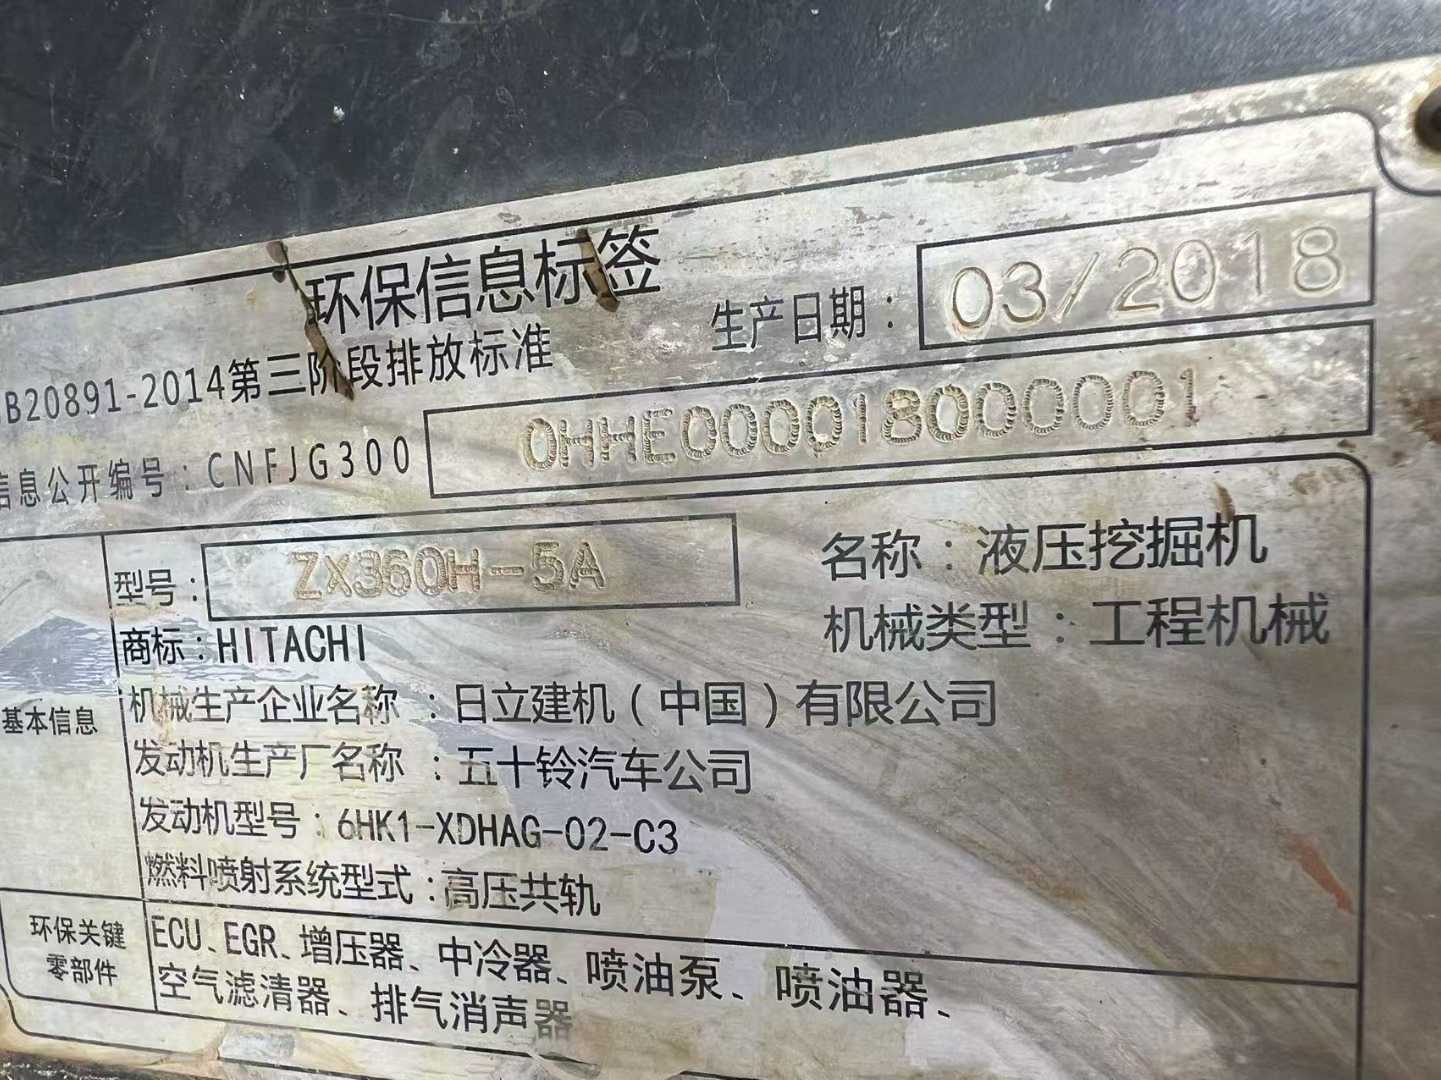 环保信息标签
生产日期：03/2018
B20891-2014第三阶段排放标准
信息公开编号：CNFJG300 0HHE000018000001
型号：ZX360H-5A
名称：液压挖掘机
商标：HITACHI
机械类型：工程机械
基本信息
机械生产企业名称：日立建机（中国）有限公司
发动机生产厂名称：五十铃汽车公司
发动机型号：6HK1-XDHAG-02-C3
燃料喷射系统型式：高压共轨
环保关键
零部件
ECU、EGR、增压器、中冷器、喷油泵、喷油器、
空气滤清器、排气消声器